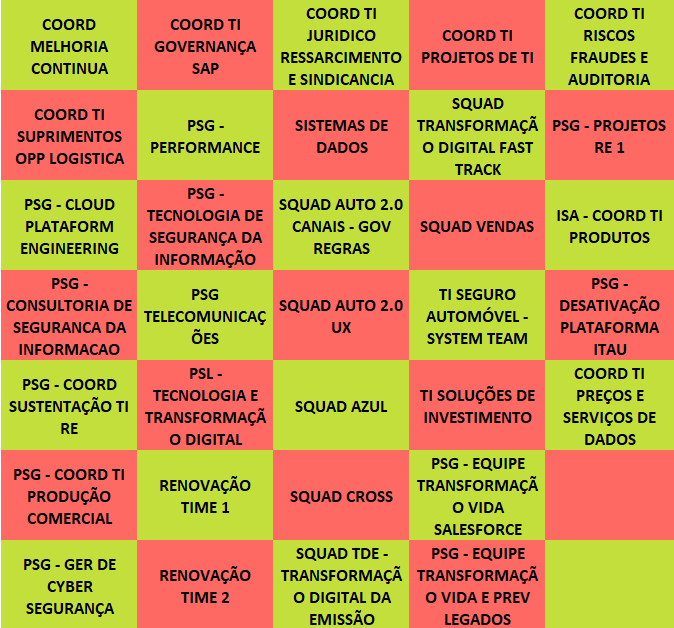 COORD
MELHORIA
CONTINUA
COORD TI
GOVERNANÇA
SAP
COORD TI
JURIDICO
RESSARCIMENTO
E SINDICANCIA
COORD TI
PROJETOS DE TI
COORD TI
RISCOS
FRAUDES E
AUDITORIA
COORD TI
SUPRIMENTOS
OPP LOGISTICA
PSG -
PERFORMANCE
SISTEMAS DE
DADOS
SQUAD
TRANSFORMAÇÃ
O DIGITAL FAST
TRACK
PSG - PROJETOS
RE 1
PSG - CLOUD
PLATAFORM
ENGINEERING
PSG -
TECNOLOGIA DE
SEGURANÇA DA
INFORMAÇÃO
SQUAD AUTO 2.0
CANAIS - GOV
REGRAS
SQUAD VENDAS
ISA - COORD TI
PRODUTOS
PSG -
CONSULTORIA DE
SEGURANCA DA
INFORMACAO
PSG
TELECOMUNICAÇ
ÕES
SQUAD AUTO 2.0
UX
TI SEGURO
AUTOMÓVEL -
SYSTEM TEAM
PSG -
DESATIVAÇÃO
PLATAFORMA
ITAU
PSG - COORD
SUSTENTAÇÃO TI
RE
PSL -
TECNOLOGIA E
TRANSFORMAÇÃ
O DIGITAL
SQUAD AZUL
TI SOLUÇÕES DE
INVESTIMENTO
COORD TI
PREÇOS E
SERVIÇOS DE
DADOS
PSG - COORD TI
PRODUÇÃO
COMERCIAL
RENOVAÇÃO
TIME 1
SQUAD CROSS
PSG - EQUIPE
TRANSFORMAÇÃ
O VIDA
SALESFORCE
PSG - GER DE
CYBER
SEGURANÇA
RENOVAÇÃO
TIME 2
SQUAD TDE -
TRANSFORMAÇÃ
O DIGITAL DA
EMISSÃO
PSG - EQUIPE
TRANSFORMAÇÃ
O VIDA E PREV
LEGADOS